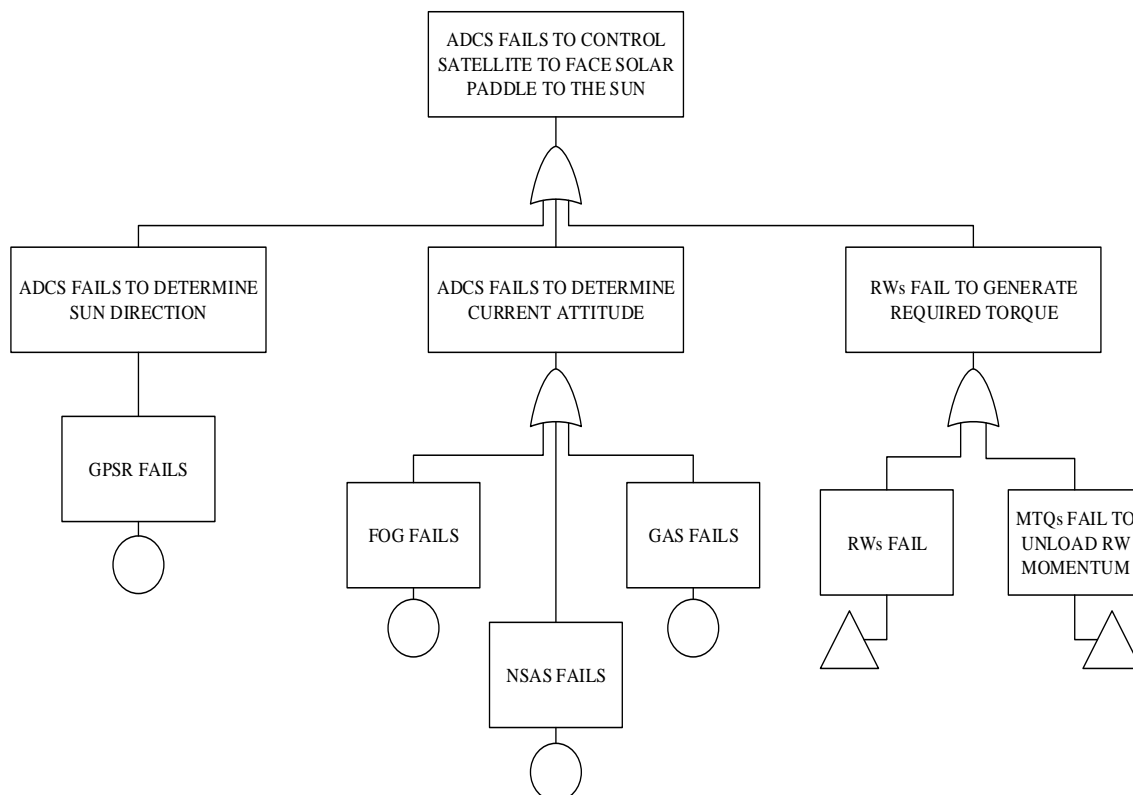 ADCS FAILS TO CONTROL
SATELLITE TO FACE SOLAR
PADDLE TO THE SUN
ADCS FAILS TO DETERMINE
SUN DIRECTION
ADCS FAILS TO DETERMINE
CURRENT ATTITUDE
RWs FAIL TO GENERATE
REQUIRED TORQUE
GPSR FAILS
FOG FAILS
GAS FAILS
RWs FAIL
MTQs FAIL TO
UNLOAD RW
MOMENTUM
NSAS FAILS